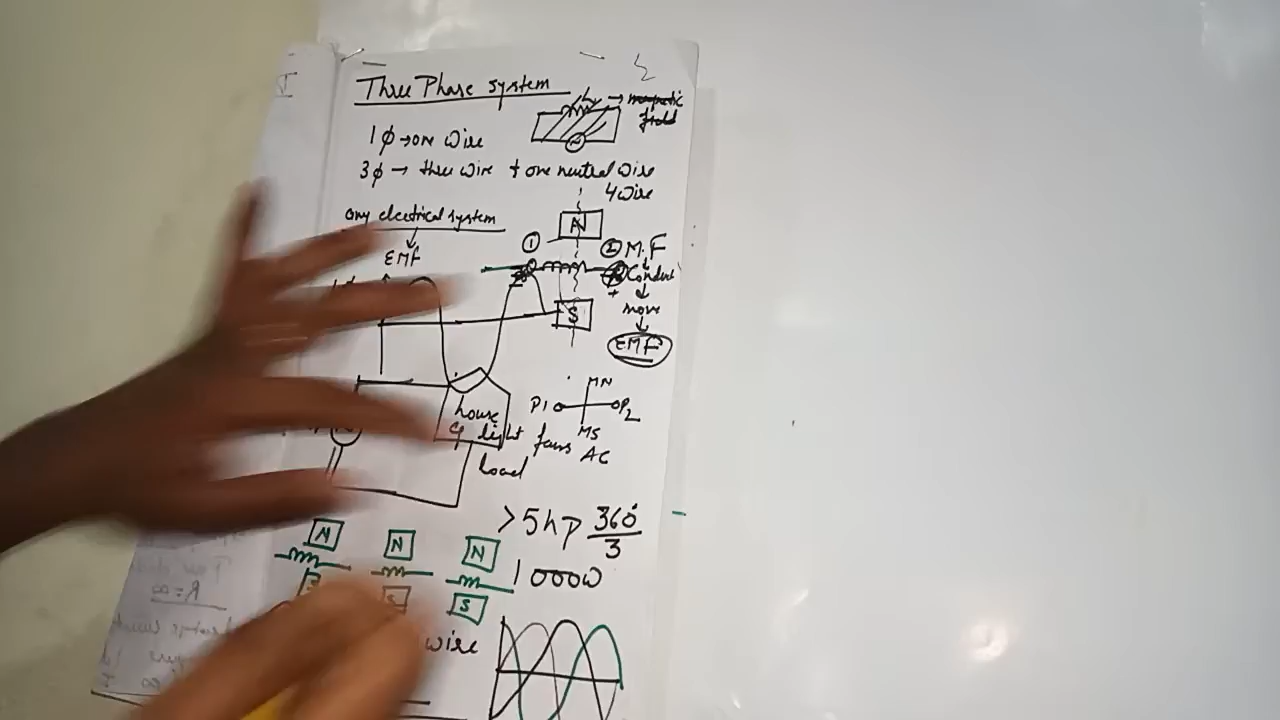 Three Phase system
→ magnetic
field
1ϕ → one wire
3ϕ → three wire + one neutral wire
4 wire
any electrical system
N
EMF
① ② M.F
Conduct
move
S
EMF
MN
P1 P2
MS
house
light fans AC
load
> 5hp 360°/3
N N N
1000W
S
wire
R=∞